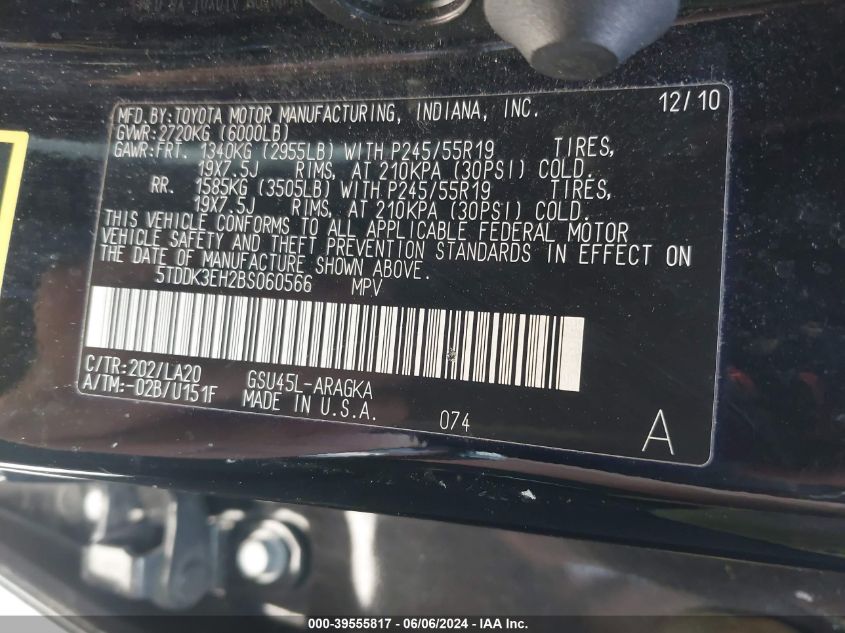 MFD.BY:TOYOTA MOTOR MANUFACTURING, INDIANA, INC. 12/10
GVWR:2720KG (6000LB)
GAWR:FRT. 1340KG (2955LB) WITH P245/55R19 TIRES,
19X7.5J RIMS, AT 210KPA (30PSI) COLD.
RR. 1585KG (3505LB) WITH P245/55R19 TIRES,
19X7.5J RIMS, AT 210KPA (30PSI) COLD.
THIS VEHICLE CONFORMS TO ALL APPLICABLE FEDERAL MOTOR
VEHICLE SAFETY AND THEFT PREVENTION STANDARDS IN EFFECT ON
THE DATE OF MANUFACTURE SHOWN ABOVE.
5TDDK3EH2BS060566 MPV
C/TR:202/LA20 GSU45L-ARAGKA
A/TM:-02B/U151F MADE IN U.S.A. 074 A
000-39555817 - 06/06/2024 - IAA Inc.